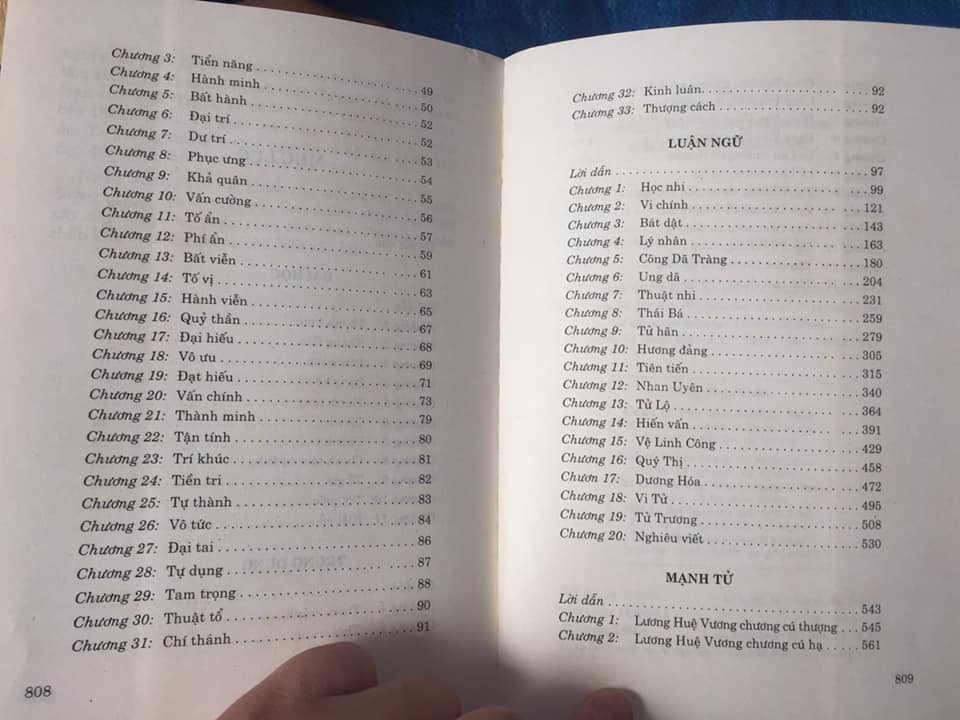 Chương 3: Tiển năng . . . . . . . . . . . . . . . . . . . . 49
Chương 4: Hành minh . . . . . . . . . . . . . . . . . . . . 50
Chương 5: Bất hành . . . . . . . . . . . . . . . . . . . . 52
Chương 6: Đại trí . . . . . . . . . . . . . . . . . . . . 52
Chương 7: Dư trí . . . . . . . . . . . . . . . . . . . . 53
Chương 8: Phục ưng . . . . . . . . . . . . . . . . . . . . 54
Chương 9: Khả quân . . . . . . . . . . . . . . . . . . . . 55
Chương 10: Vấn cường . . . . . . . . . . . . . . . . . . . . 56
Chương 11: Tố ẩn . . . . . . . . . . . . . . . . . . . . 57
Chương 12: Phí ẩn . . . . . . . . . . . . . . . . . . . . 59
Chương 13: Bất viễn . . . . . . . . . . . . . . . . . . . . 61
Chương 14: Tố vị . . . . . . . . . . . . . . . . . . . . 63
Chương 15: Hành viễn . . . . . . . . . . . . . . . . . . . . 65
Chương 16: Quỷ thần . . . . . . . . . . . . . . . . . . . . 67
Chương 17: Đại hiếu . . . . . . . . . . . . . . . . . . . . 68
Chương 18: Vô ưu . . . . . . . . . . . . . . . . . . . . 69
Chương 19: Đạt hiếu . . . . . . . . . . . . . . . . . . . . 71
Chương 20: Vấn chính . . . . . . . . . . . . . . . . . . . . 73
Chương 21: Thành minh . . . . . . . . . . . . . . . . . . . . 79
Chương 22: Tận tính . . . . . . . . . . . . . . . . . . . . 80
Chương 23: Trí khúc . . . . . . . . . . . . . . . . . . . . 81
Chương 24: Tiền tri . . . . . . . . . . . . . . . . . . . . 82
Chương 25: Tự thành . . . . . . . . . . . . . . . . . . . . 83
Chương 26: Vô tức . . . . . . . . . . . . . . . . . . . . 84
Chương 27: Đại tai . . . . . . . . . . . . . . . . . . . . 86
Chương 28: Tự dụng . . . . . . . . . . . . . . . . . . . . 87
Chương 29: Tam trọng . . . . . . . . . . . . . . . . . . . . 88
Chương 30: Thuật tổ . . . . . . . . . . . . . . . . . . . . 90
Chương 31: Chí thánh . . . . . . . . . . . . . . . . . . . . 91
808
Chương 32: Kinh luân. . . . . . . . . . . . . . . . . . . . 92
Chương 33: Thượng cách . . . . . . . . . . . . . . . . . . . . 92
LUẬN NGỮ
Lời dẫn . . . . . . . . . . . . . . . . . . . . 97
Chương 1: Học nhi . . . . . . . . . . . . . . . . . . . . 99
Chương 2: Vi chính . . . . . . . . . . . . . . . . . . . . 121
Chương 3: Bát dật . . . . . . . . . . . . . . . . . . . . 143
Chương 4: Lý nhân . . . . . . . . . . . . . . . . . . . . 163
Chương 5: Công Dã Tràng . . . . . . . . . . . . . . . . . . . . 180
Chương 6: Ung dã . . . . . . . . . . . . . . . . . . . . 204
Chương 7: Thuật nhi . . . . . . . . . . . . . . . . . . . . 231
Chương 8: Thái Bá . . . . . . . . . . . . . . . . . . . . 259
Chương 9: Tử hãn . . . . . . . . . . . . . . . . . . . . 279
Chương 10: Hương đảng . . . . . . . . . . . . . . . . . . . . 305
Chương 11: Tiên tiến . . . . . . . . . . . . . . . . . . . . 315
Chương 12: Nhan Uyên . . . . . . . . . . . . . . . . . . . . 340
Chương 13: Tử Lộ . . . . . . . . . . . . . . . . . . . . 364
Chương 14: Hiến vấn . . . . . . . . . . . . . . . . . . . . 391
Chương 15: Vệ Linh Công . . . . . . . . . . . . . . . . . . . . 429
Chương 16: Quý Thị . . . . . . . . . . . . . . . . . . . . 458
Chươn 17: Dương Hóa . . . . . . . . . . . . . . . . . . . . 472
Chương 18: Vi Tử . . . . . . . . . . . . . . . . . . . . 495
Chương 19: Tử Trương . . . . . . . . . . . . . . . . . . . . 508
Chương 20: Nghiêu viết . . . . . . . . . . . . . . . . . . . . 530
MẠNH TỬ
Lời dẫn . . . . . . . . . . . . . . . . . . . . 543
Chương 1: Lương Huệ Vương chương cú thượng . . . 545
Chương 2: Lương Huệ Vương chương cú hạ . . . . . 561
809